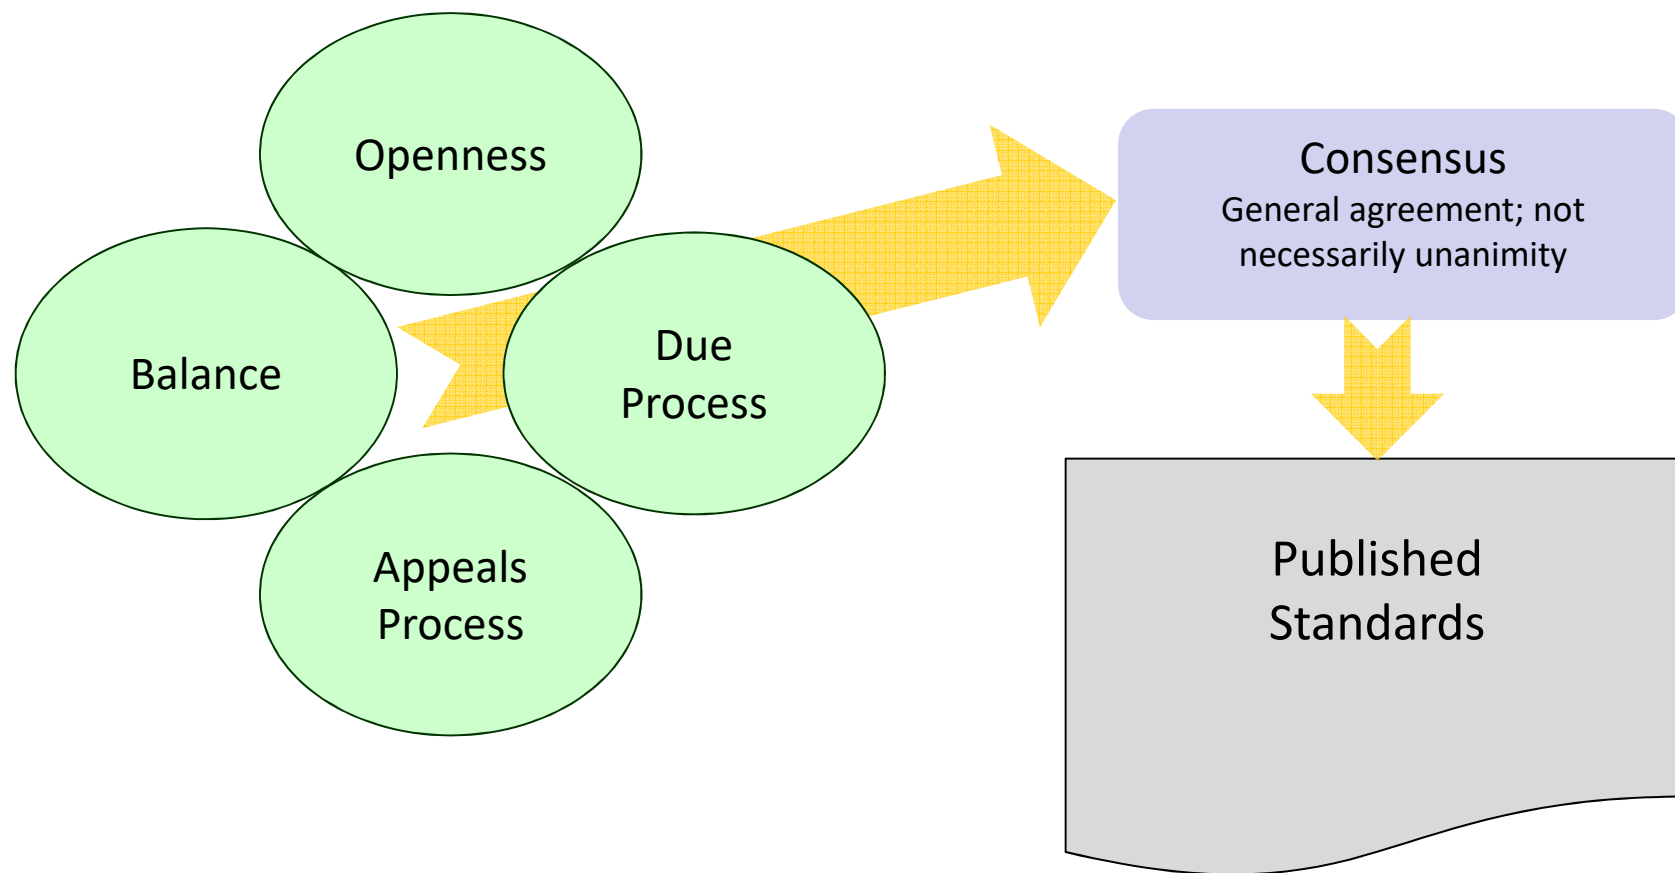 Openness
Balance
Due
Process
Appeals
Process
Consensus
General agreement; not
necessarily unanimity
Published
Standards